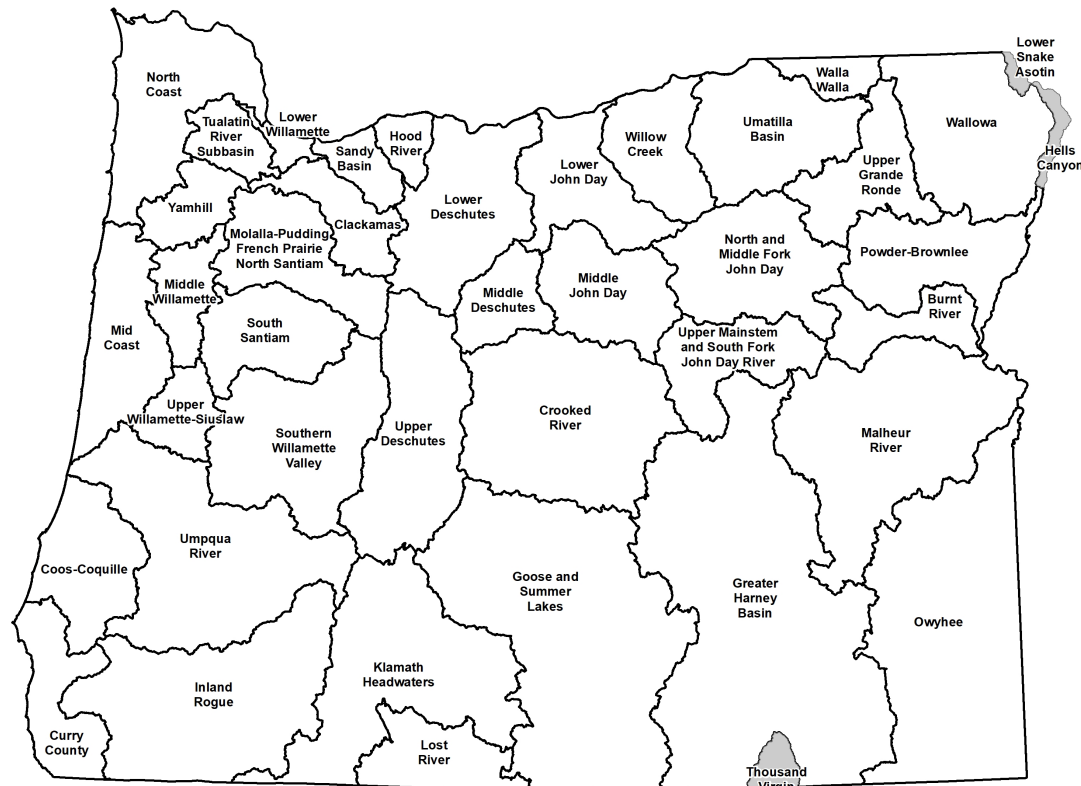 Lower
Snake
Asotin
North
Coast
Walla
Walla
Tualatin
River
Subbasin
Lower
Willamette
Sandy
Basin
Hood
River
Lower
John Day
Willow
Creek
Umatilla
Basin
Wallowa
Hells
Canyon
Upper
Grande
Ronde
Yamhill
Lower
Deschutes
Clackamas
Molalla-Pudding
French Prairie
North Santiam
North and
Middle Fork
John Day
Powder-Brownlee
Middle
Willamette
Middle
Deschutes
Middle
John Day
Burnt
River
Mid
Coast
South
Santiam
Upper Mainstem
and South Fork
John Day River
Upper
Willamette-Siuslaw
Southern
Willamette
Valley
Upper
Deschutes
Crooked
River
Malheur
River
Umpqua
River
Coos-Coquille
Goose and
Summer
Lakes
Greater
Harney
Basin
Owyhee
Klamath
Headwaters
Inland
Rogue
Curry
County
Lost
River
Thousand
Virgin